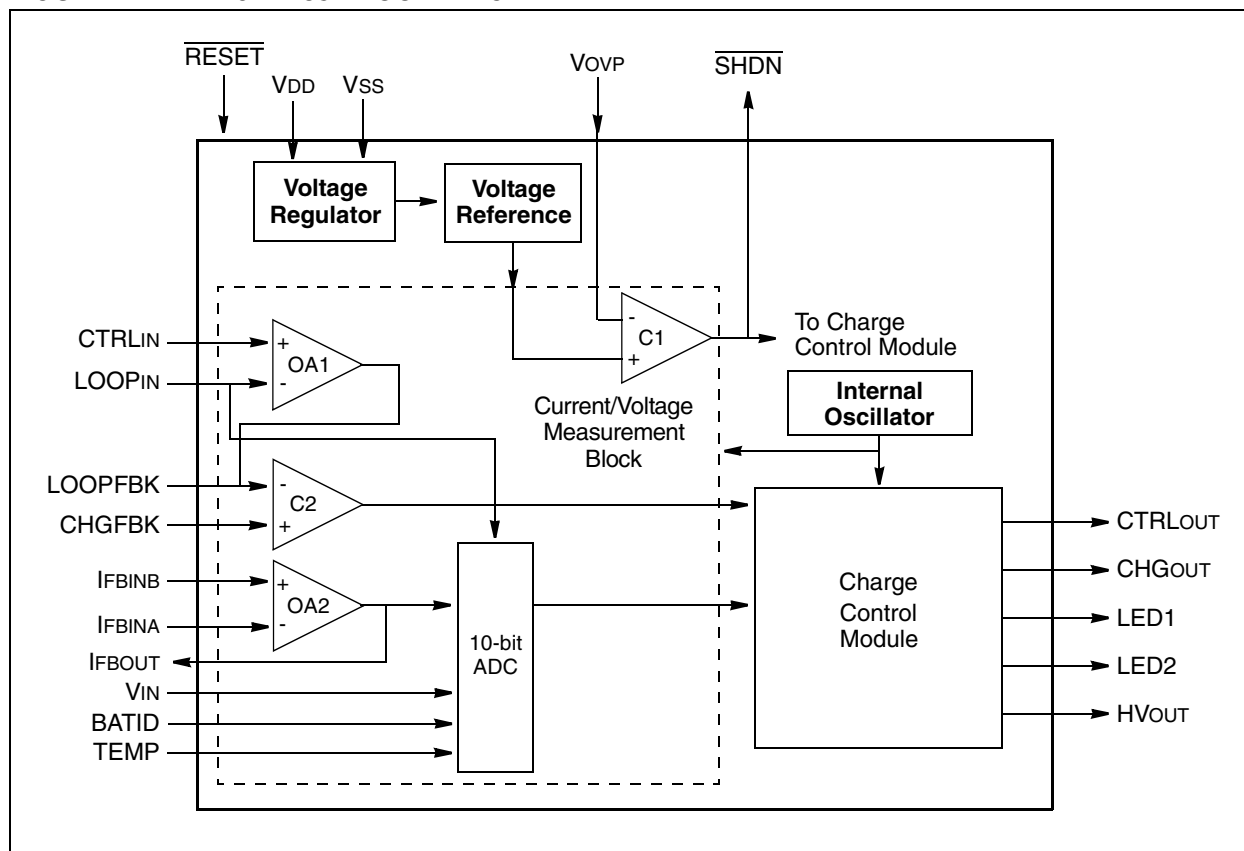 RESET
VDD
VSS
VOVP
SHDN
Voltage
Regulator
Voltage
Reference
CTRLIN
LOOPIN
+
OA1
-
-
C1
+
To Charge
Control Module
Current/Voltage
Measurement
Block
Internal
Oscillator
LOOPFBK
CHGFBK
-
C2
+
IFBINB
IFBINA
IFBOUT
+
OA2
-
VIN
BATID
TEMP
10-bit
ADC
Charge
Control
Module
CTRLOUT
CHGOUT
LED1
LED2
HVOUT